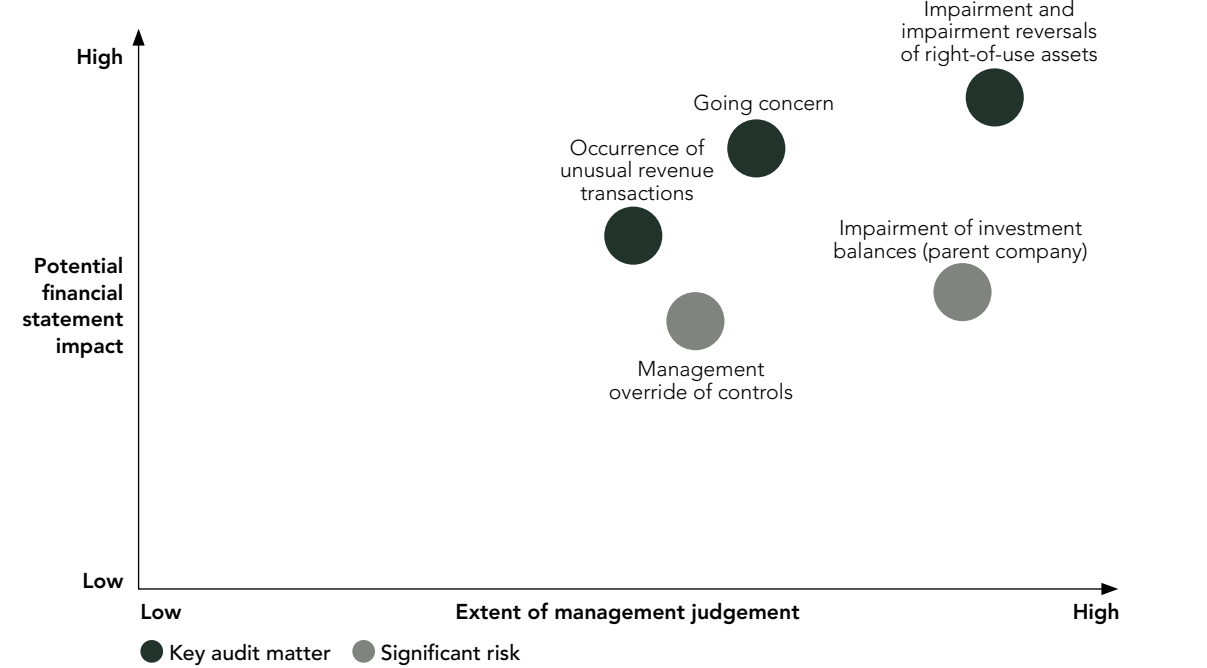 Impairment and
impairment reversals
of right-of-use assets
High
Going concern
Occurrence of
unusual revenue
transactions
Impairment of investment
balances (parent company)
Potential
financial
statement
impact
Management
override of controls
Low
Low
Extent of management judgement
High
Key audit matter
Significant risk